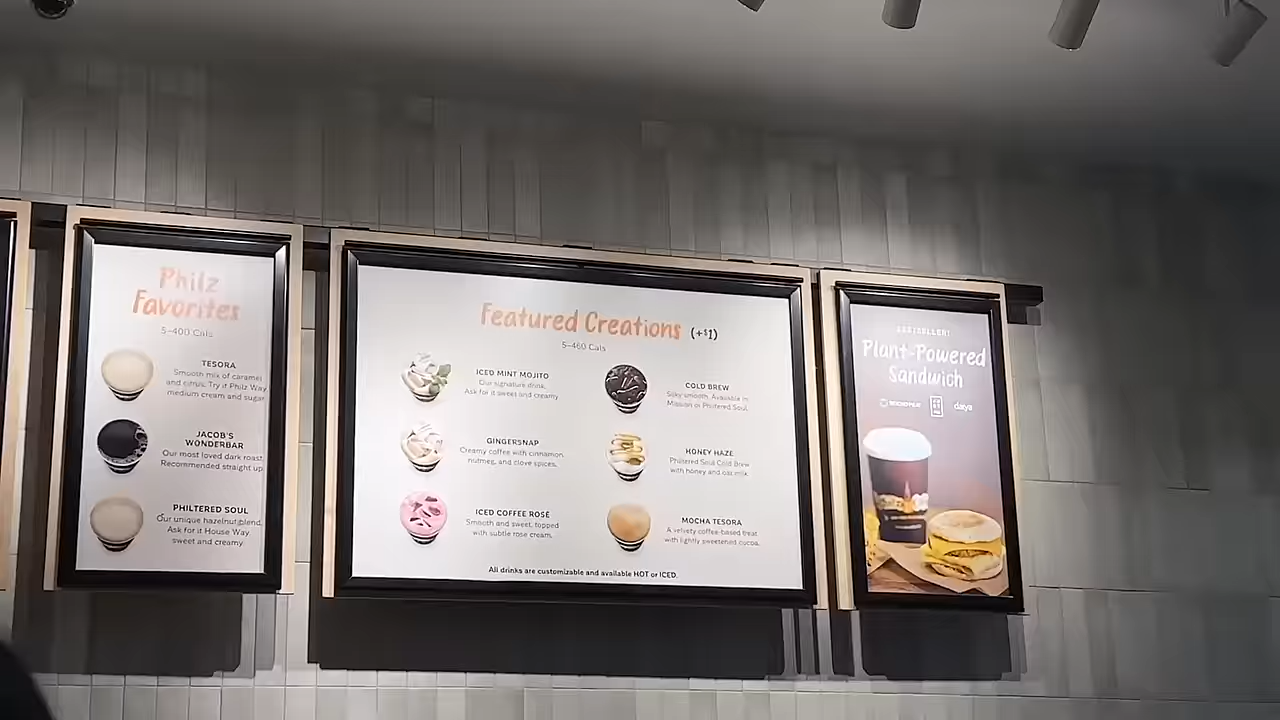 Philz
Favorites
5-400 Cals
TESORA
Smooth mix of caramel
and citrus. Try it Philz Way
medium cream and sugar
JACOB'S
WONDERBAR
Our most loved dark roast.
Recommended straight up
PHILTERED SOUL
Our unique hazelnut blend.
Ask for it House Way
sweet and creamy.
Featured Creations (+$1)
5-460 Cals
ICED MINT MOJITO
Our signature drink.
Ask for it sweet and creamy
GINGERSNAP
Creamy coffee with cinnamon,
nutmeg, and clove spices.
ICED COFFEE ROSÉ
Smooth and sweet, topped
with subtle rose cream.
COLD BREW
Silky smooth. Available in
Mission or Philtered Soul.
HONEY HAZE
Philtered Soul Cold Brew
with honey and oat milk.
MOCHA TESORA
A velvety coffee-based treat
with lightly sweetened cocoa.
All drinks are customizable and available HOT or ICED.
BESTSELLER!
Plant-Powered
Sandwich
BEYOND MEAT
daiya